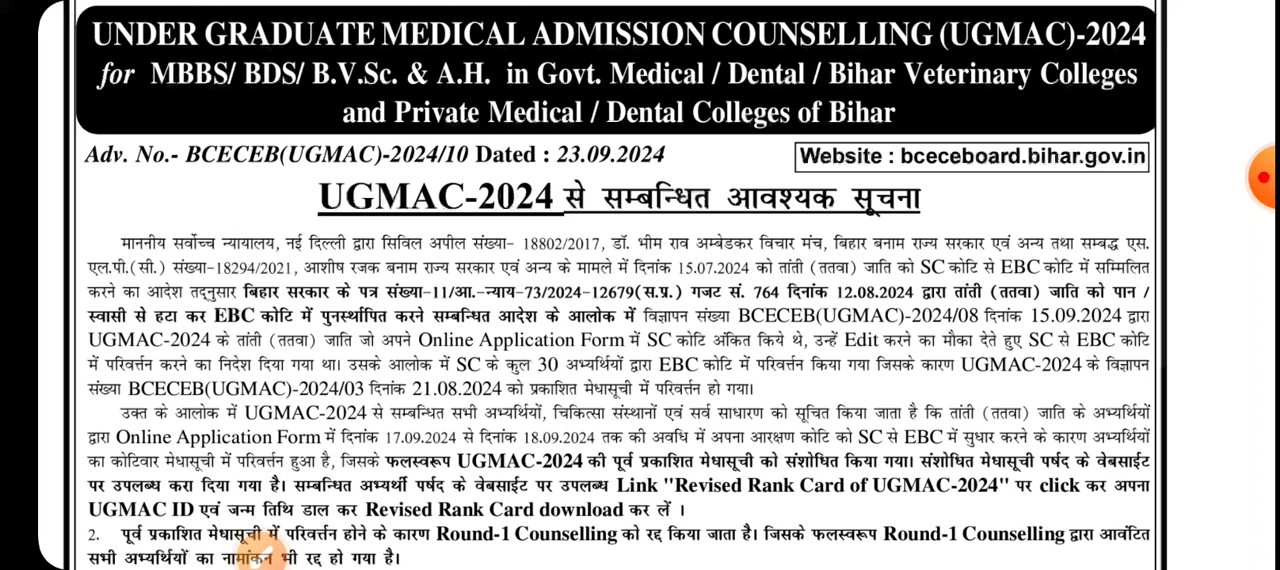 UNDER GRADUATE MEDICAL ADMISSION COUNSELLING (UGMAC)-2024
for MBBS/ BDS/ B.V.Sc. & A.H. in Govt. Medical / Dental / Bihar Veterinary Colleges
and Private Medical / Dental Colleges of Bihar
Adv. No.- BCECEB(UGMAC)-2024/10 Dated : 23.09.2024
Website : bceceboard.bihar.gov.in
UGMAC-2024 से सम्बन्धित आवश्यक सूचना
माननीय सर्वोच्च न्यायालय, नई दिल्ली द्वारा सिविल अपील संख्या- 18802/2017, डॉ. भीम राव अम्बेडकर विचार मंच, बिहार बनाम राज्य सरकार एवं अन्य तथा सम्बद्ध एस.
एल.पी.(सी.) संख्या-18294/2021, आशीष रजक बनाम राज्य सरकार एवं अन्य के मामले में दिनांक 15.07.2024 को तांती (ततवा) जाति को SC कोटि से EBC कोटि में सम्मिलित
करने का आदेश तद्नुसार बिहार सरकार के पत्र संख्या-11/आ.-न्याय-73/2024-12679(स.प्र.) गजट सं. 764 दिनांक 12.08.2024 द्वारा तांती (ततवा) जाति को पान /
स्वासी से हटा कर EBC कोटि में पुनर्स्थापित करने सम्बन्धित आदेश के आलोक में विज्ञापन संख्या BCECEB(UGMAC)-2024/08 दिनांक 15.09.2024 द्वारा
UGMAC-2024 के तांती (ततवा) जाति जो अपने Online Application Form में SC कोटि अंकित किये थे, उन्हें Edit करने का मौका देते हुए SC से EBC कोटि
में परिवर्त्तन करने का निदेश दिया गया था। उसके आलोक में SC के कुल 30 अभ्यर्थियों द्वारा EBC कोटि में परिवर्त्तन किया गया जिसके कारण UGMAC-2024 के विज्ञापन
संख्या BCECEB(UGMAC)-2024/03 दिनांक 21.08.2024 को प्रकाशित मेधासूची में परिवर्त्तन हो गया।
उक्त के आलोक में UGMAC-2024 से सम्बन्धित सभी अभ्यर्थियों, चिकित्सा संस्थानों एवं सर्व साधारण को सूचित किया जाता है कि तांती (ततवा) जाति के अभ्यर्थियों
द्वारा Online Application Form में दिनांक 17.09.2024 से दिनांक 18.09.2024 तक की अवधि में अपना आरक्षण कोटि को SC से EBC में सुधार करने के कारण अभ्यर्थियों
का कोटिवार मेधासूची में परिवर्त्तन हुआ है, जिसके फलस्वरूप UGMAC-2024 की पूर्व प्रकाशित मेधासूची को संशोधित किया गया। संशोधित मेधासूची पर्षद के वेबसाईट
पर उपलब्ध करा दिया गया है। सम्बन्धित अभ्यर्थी पर्षद के वेबसाईट पर उपलब्ध Link "Revised Rank Card of UGMAC-2024" पर click कर अपना
UGMAC ID एवं जन्म तिथि डाल कर Revised Rank Card download कर लें ।
2. पूर्व प्रकाशित मेधासूची में परिवर्त्तन होने के कारण Round-1 Counselling को रद्द किया जाता है। जिसके फलस्वरूप Round-1 Counselling द्वारा आवंटित
सभी अभ्यर्थियों का नामांकन भी रद्द हो गया है।